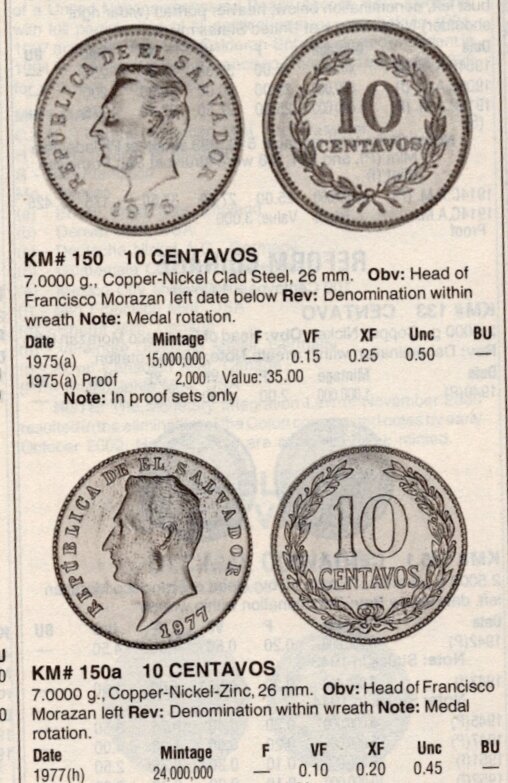 REPÚBLICA DE EL SALVADOR
1975
10
CENTAVOS
KM# 150 10 CENTAVOS
7.0000 g., Copper-Nickel Clad Steel, 26 mm. Obv: Head of
Francisco Morazan left date below Rev: Denomination within
wreath Note: Medal rotation.
Date Mintage F VF XF Unc BU
1975(a) 15,000,000 — 0.15 0.25 0.50 —
1975(a) Proof 2,000 Value: 35.00
Note: In proof sets only
REPÚBLICA DE EL SALVADOR
1977
10
CENTAVOS
KM# 150a 10 CENTAVOS
7.0000 g., Copper-Nickel-Zinc, 26 mm. Obv: Head of Francisco
Morazan left Rev: Denomination within wreath Note: Medal
rotation.
Date Mintage F VF XF Unc BU
1977(h) 24,000,000 — 0.10 0.20 0.45 —